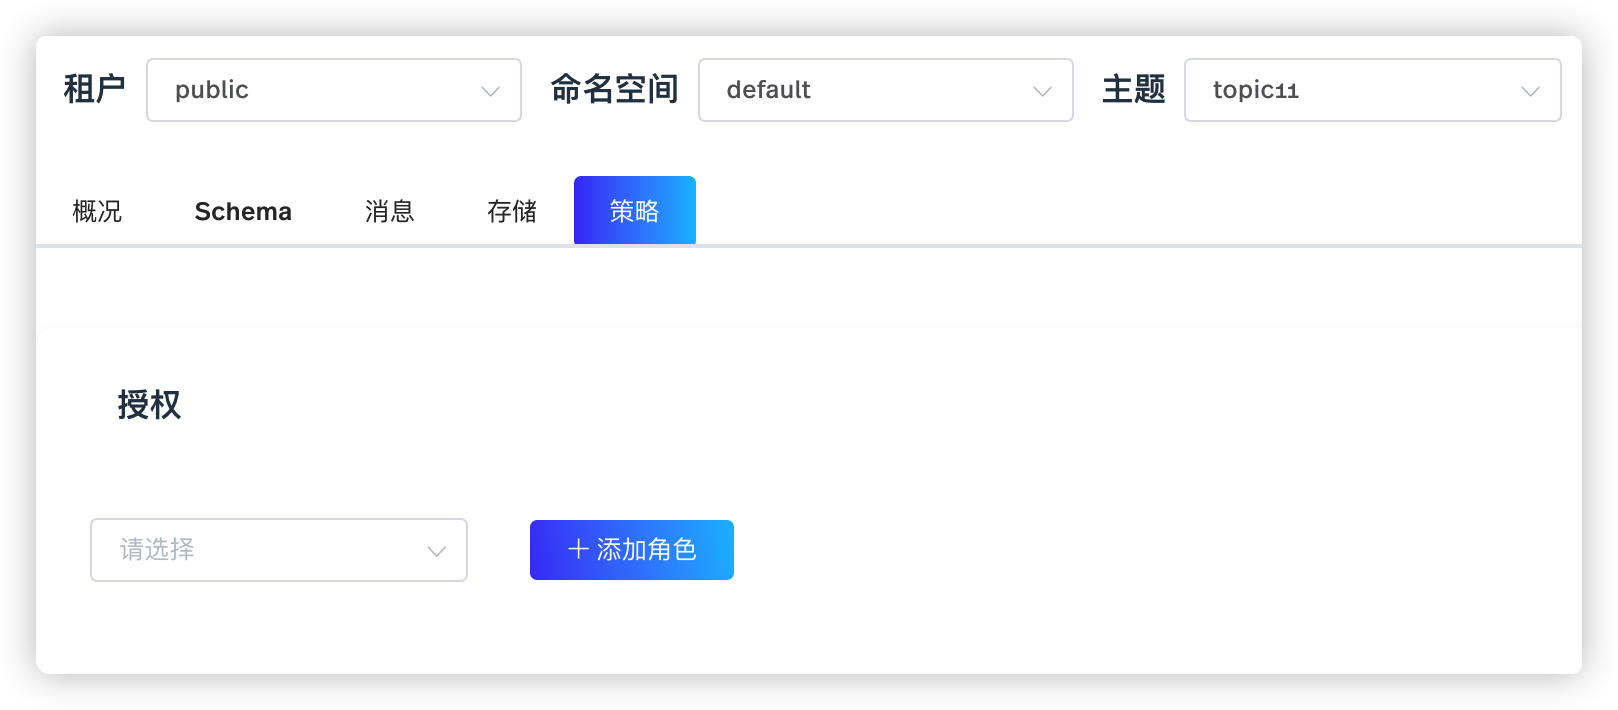 租户 public 命名空间 default 主题 topic11
概况 Schema 消息 存储 策略
授权
请选择 + 添加角色